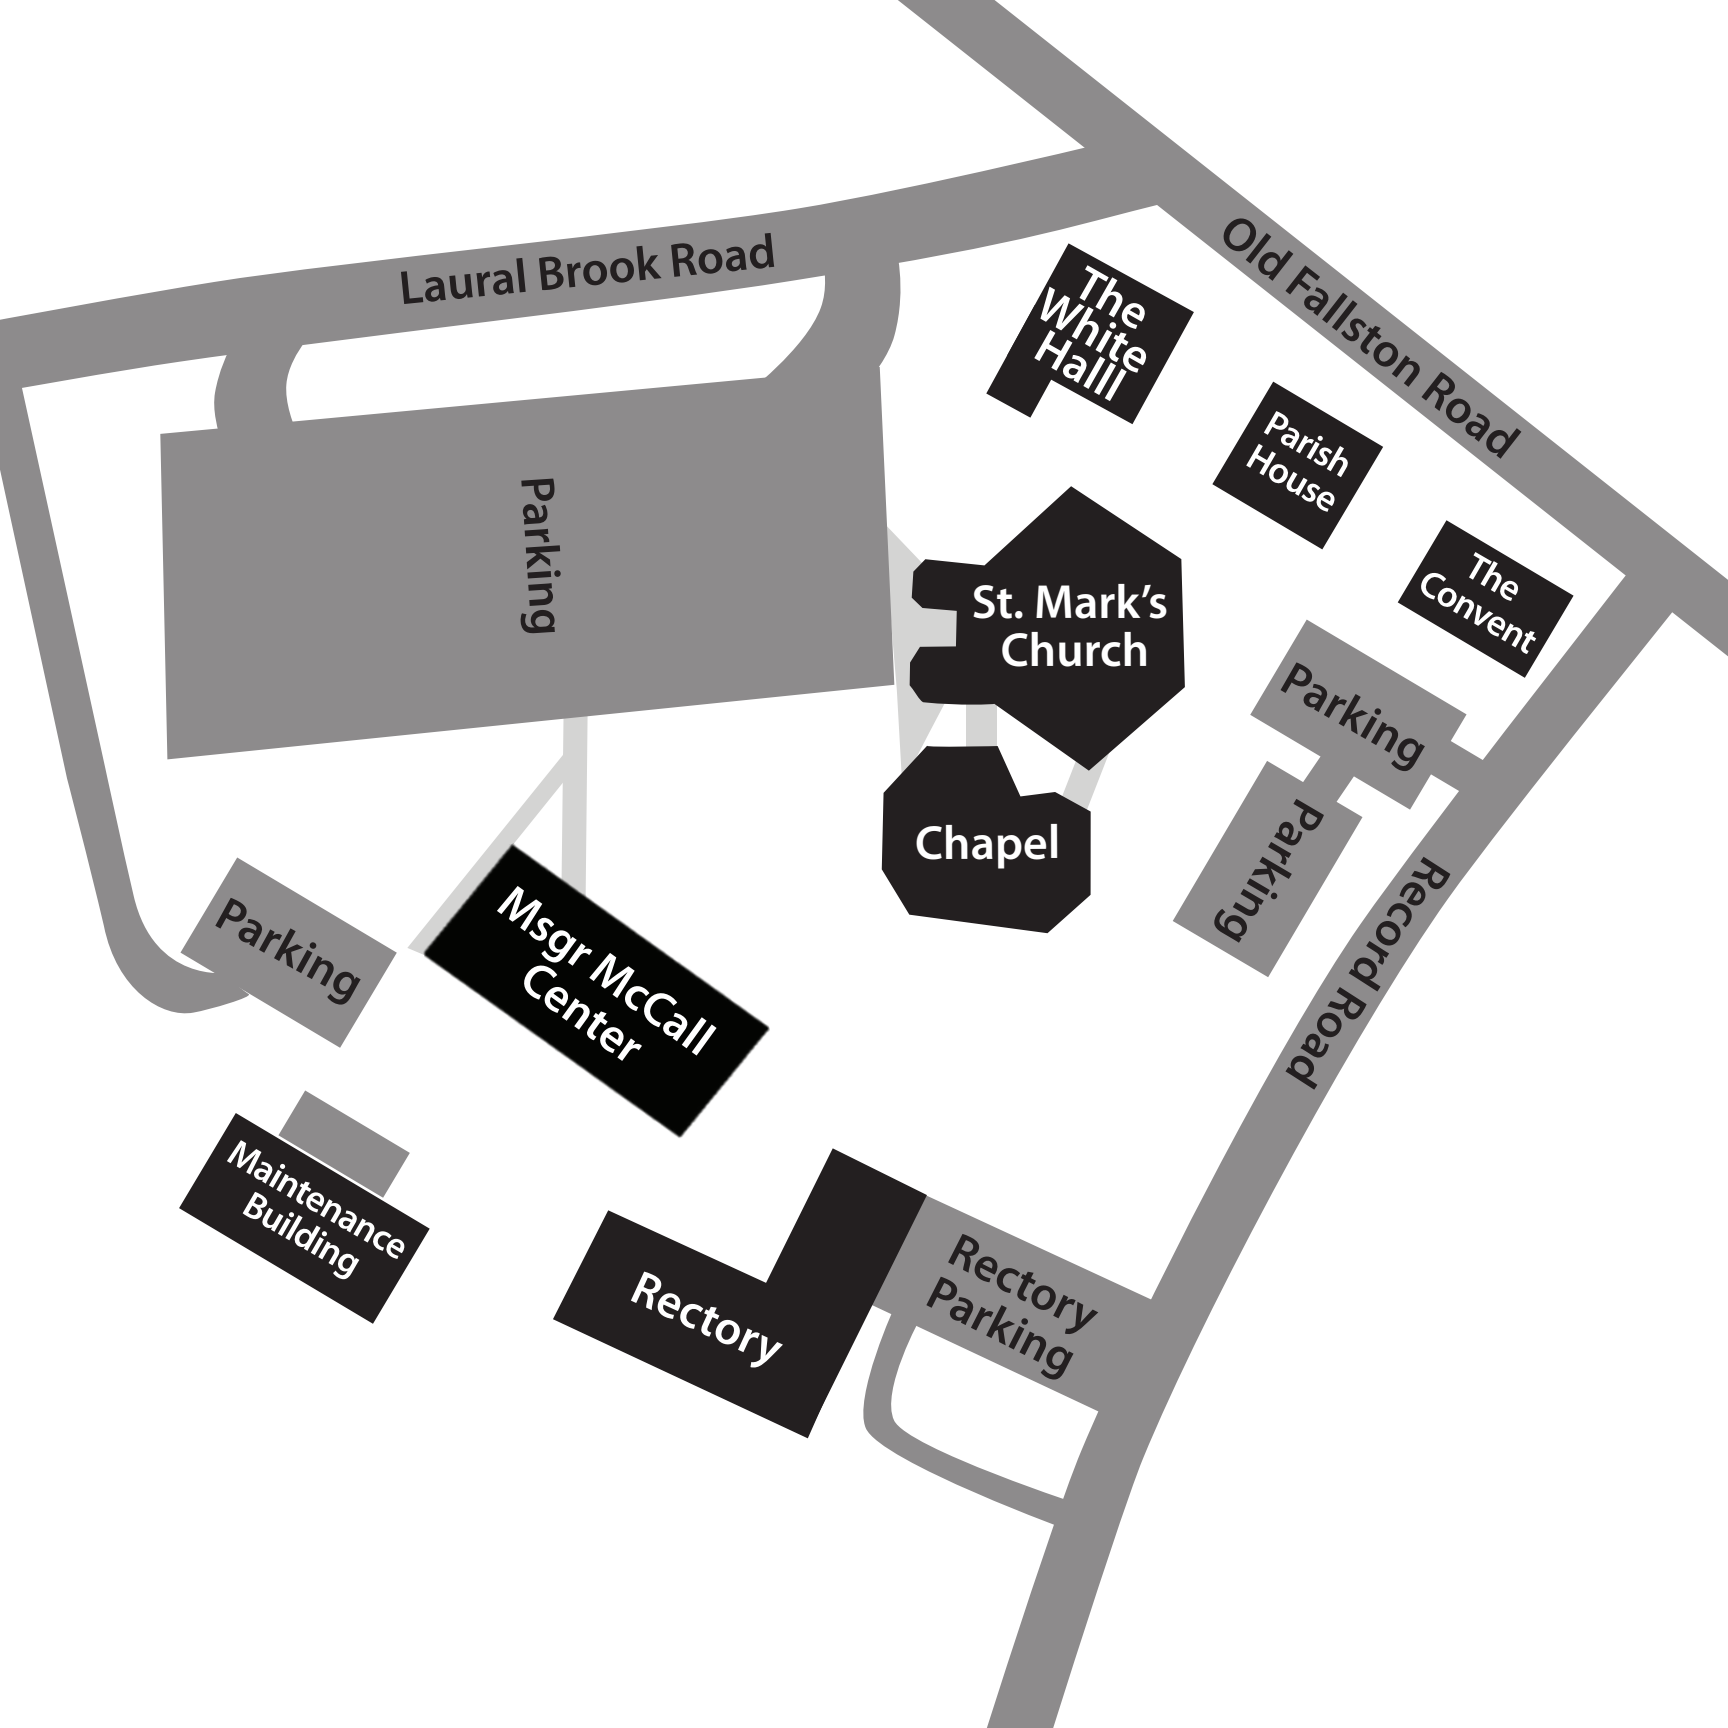 Laural Brook Road
Old Fallston Road
The
White
Halll
Parish
House
Parking
The
Convent
St. Mark's
Church
Parking
Chapel
Parking
Record Road
Parking
Msgr McCall
Center
Maintenance
Building
Rectory
Rectory
Parking